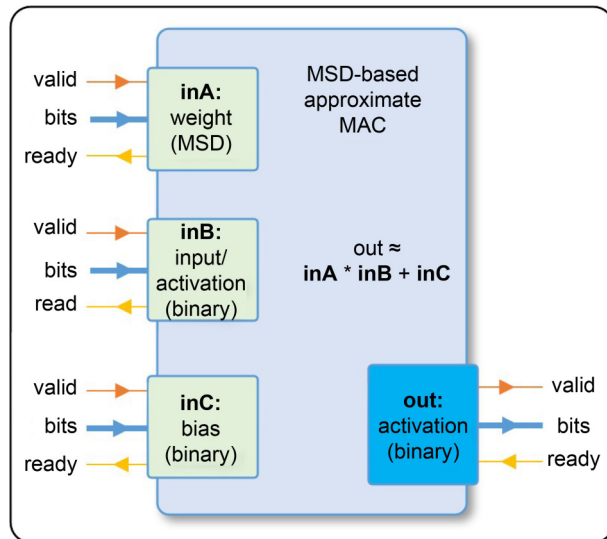 valid
bits
ready
inA:
weight
(MSD)
MSD-based
approximate
MAC
valid
bits
read
inB:
input/
activation
(binary)
out ≈
inA * inB + inC
valid
bits
ready
inC:
bias
(binary)
out:
activation
(binary)
valid
bits
ready